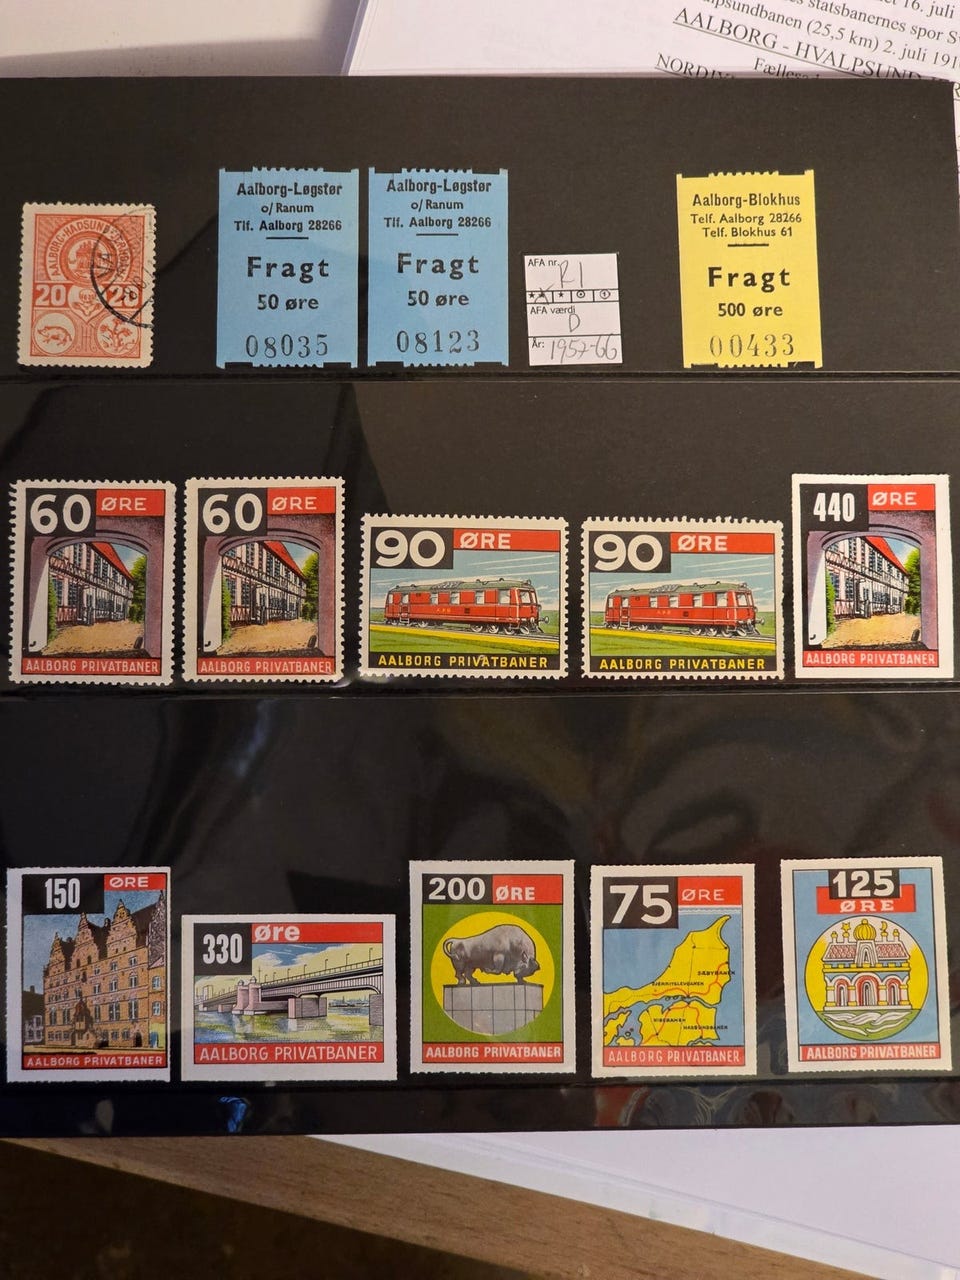 16. juli
statsbanernes spor
(25,5 km) 2. juli
AALBORG - HVALPSUND
AALBORG-HADSUND
20 20
Aalborg-Løgstør
o/Ranum
Tlf. Aalborg 28266
Fragt
50 øre
08035
Aalborg-Løgstør
o/Ranum
Tlf. Aalborg 28266
Fragt
50 øre
08123
AFA nr.
R1
AFA værdi
D
År: 1957-66
Aalborg-Blokhus
Telf. Aalborg 28266
Telf. Blokhus 61
Fragt
500 øre
00433
60 ØRE
AALBORG PRIVATBANER
60 ØRE
AALBORG PRIVATBANER
90 ØRE
AALBORG PRIVATBANER
90 ØRE
AALBORG PRIVATBANER
440 ØRE
AALBORG PRIVATBANER
150 ØRE
AALBORG PRIVATBANER
330 øre
AALBORG PRIVATBANER
200 ØRE
AALBORG PRIVATBANER
75 ØRE
SÆBYBANEN
HADSUNDBANEN
AALBORG PRIVATBANER
125
ØRE
AALBORG PRIVATBANER